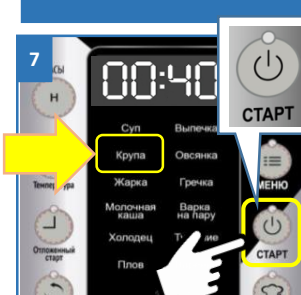 7
СЫ
Н
00:40
СТАРТ
Суп Выпечка
Крупа Овсянка
Жарка Гречка
Молочная каша Варка на пару
Холодец
Плов
МЕНЮ
Отложенный старт
СТАРТ